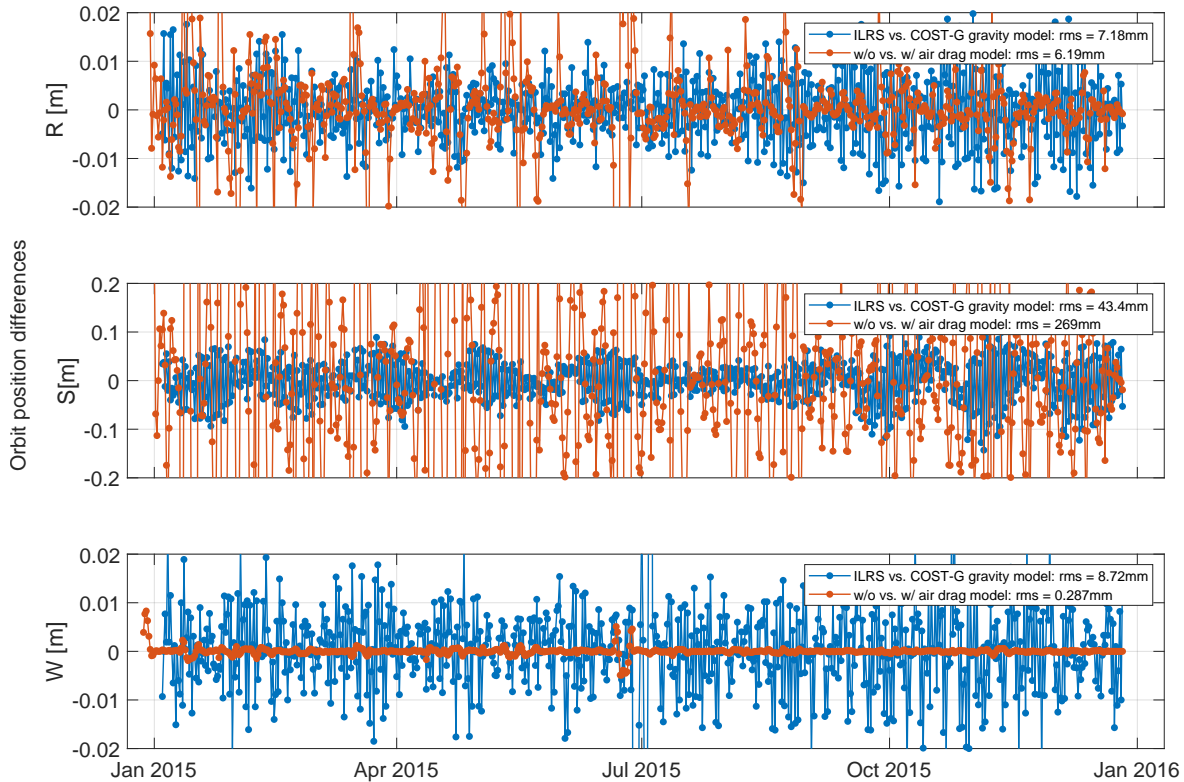 Orbit position differences
R [m]
0.02
0.01
0
-0.01
-0.02
ILRS vs. COST-G gravity model: rms = 7.18mm
w/o vs. w/ air drag model: rms = 6.19mm
S[m]
0.2
0.1
0
-0.1
-0.2
ILRS vs. COST-G gravity model: rms = 43.4mm
w/o vs. w/ air drag model: rms = 269mm
W [m]
0.02
0.01
0
-0.01
-0.02
ILRS vs. COST-G gravity model: rms = 8.72mm
w/o vs. w/ air drag model: rms = 0.287mm
Jan 2015 Apr 2015 Jul 2015 Oct 2015 Jan 2016